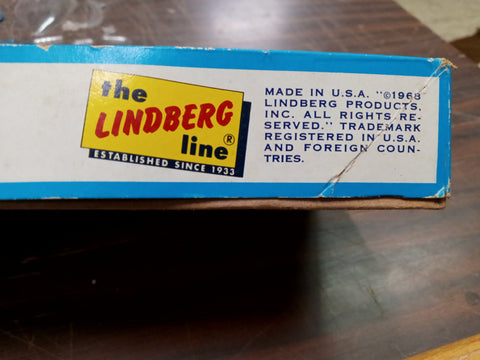 the
LINDBERG
line®
ESTABLISHED SINCE 1933
MADE IN U.S.A. "©1968
LINDBERG PRODUCTS,
INC. ALL RIGHTS RE-
SERVED." TRADEMARK
REGISTERED IN U.S.A.
AND FOREIGN COUN-
TRIES.